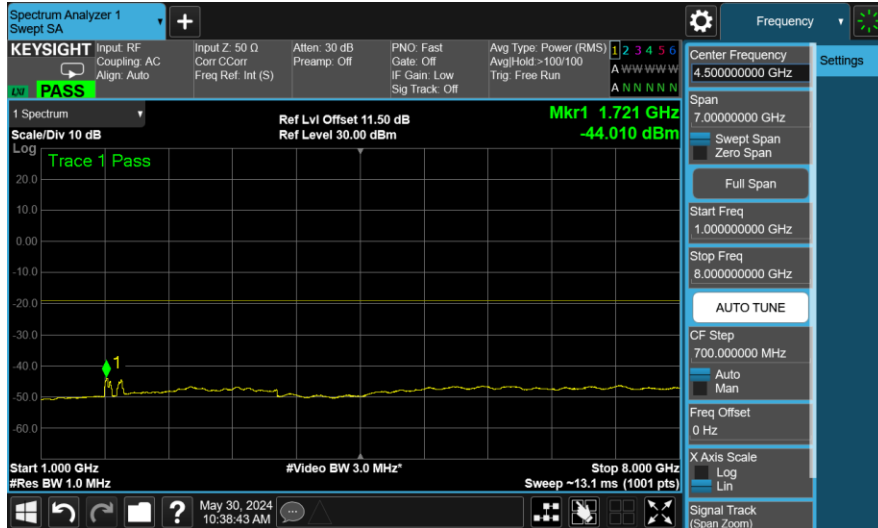 Spectrum Analyzer 1
Swept SA
Frequency
KEYSIGHT
Input: RF
Coupling: AC
Align: Auto
Input Z: 50 Ω
Corr CCorr
Freq Ref: Int (S)
Atten: 30 dB
Preamp: Off
PNO: Fast
Gate: Off
IF Gain: Low
Sig Track: Off
Avg Type: Power (RMS)
Avg|Hold:>100/100
Trig: Free Run
1 2 3 4 5 6
A W W W W W
A N N N N N
LXI
PASS
1 Spectrum
Scale/Div 10 dB
Ref Lvl Offset 11.50 dB
Ref Level 30.00 dBm
Mkr1 1.721 GHz
-44.010 dBm
Log
Trace 1 Pass
20.0
10.0
0.00
-10.0
-20.0
-30.0
-40.0
-50.0
-60.0
1
Start 1.000 GHz
#Res BW 1.0 MHz
#Video BW 3.0 MHz*
Stop 8.000 GHz
Sweep ~13.1 ms (1001 pts)
?
May 30, 2024
10:38:43 AM
Center Frequency
4.500000000 GHz
Settings
Span
7.00000000 GHz
Swept Span
Zero Span
Full Span
Start Freq
1.000000000 GHz
Stop Freq
8.000000000 GHz
AUTO TUNE
CF Step
700.000000 MHz
Auto
Man
Freq Offset
0 Hz
X Axis Scale
Log
Lin
Signal Track
(Span Zoom)